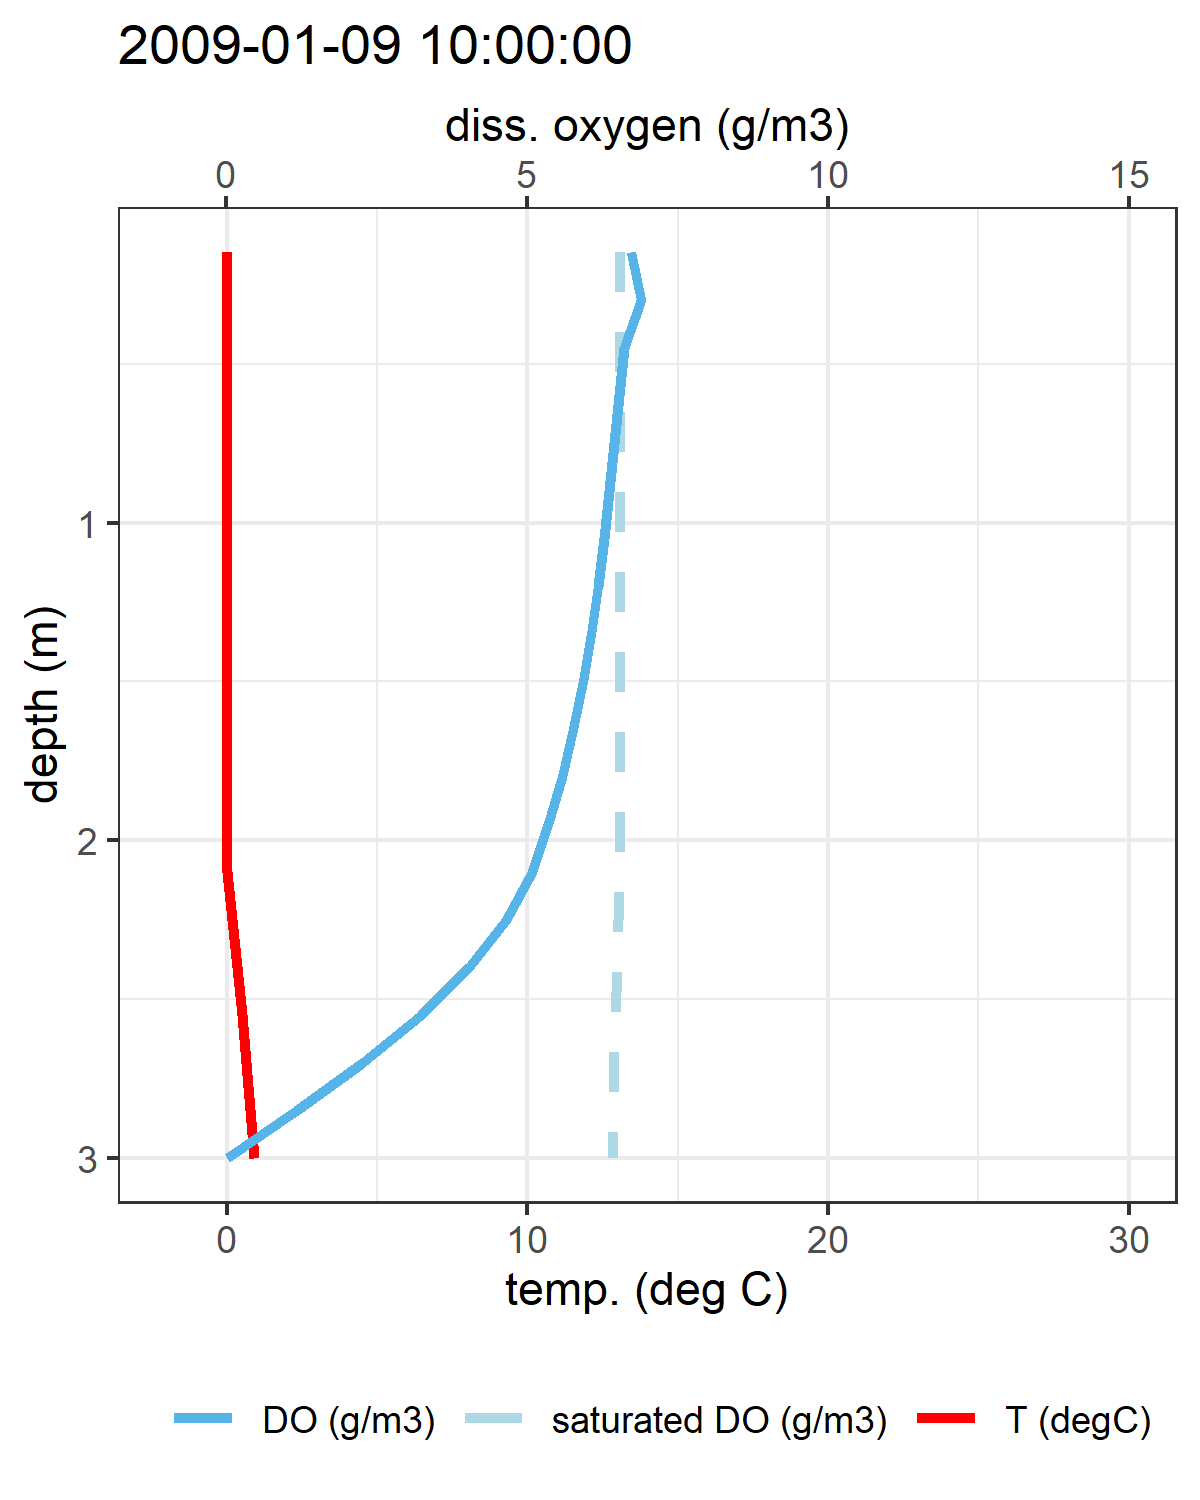 2009-01-09 10:00:00
diss. oxygen (g/m3)
0 5 10 15
depth (m)
1
2
3
0 10 20 30
temp. (deg C)
DO (g/m3) saturated DO (g/m3) T (degC)